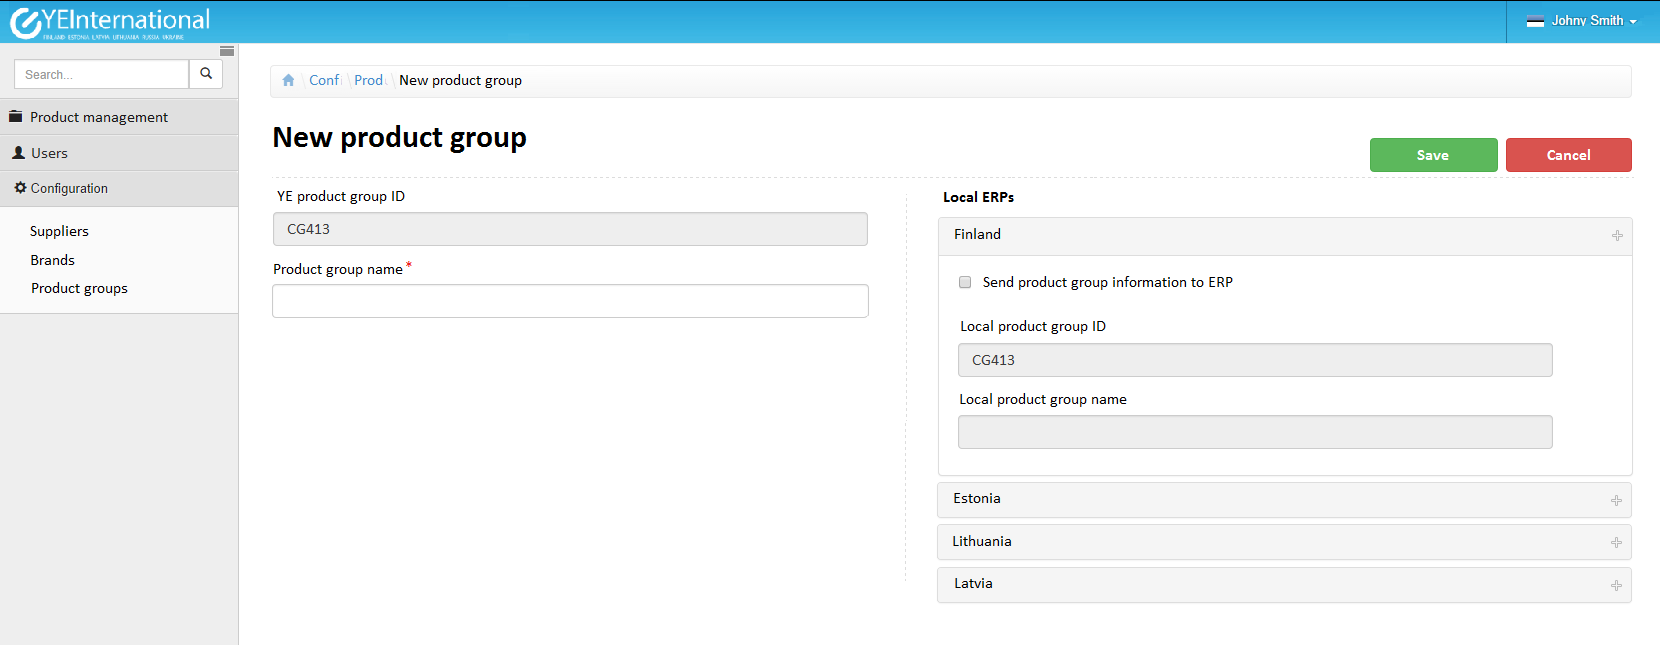 YEInternational
FINLAND ESTONIA LATVIA LITHUANIA RUSSIA UKRAINE
Johny Smith
Search...
Product management
Users
Configuration
Suppliers
Brands
Product groups
Conf Prod New product group
New product group
Save Cancel
YE product group ID
CG413
Product group name *
Local ERPs
Finland
Send product group information to ERP
Local product group ID
CG413
Local product group name
Estonia
Lithuania
Latvia